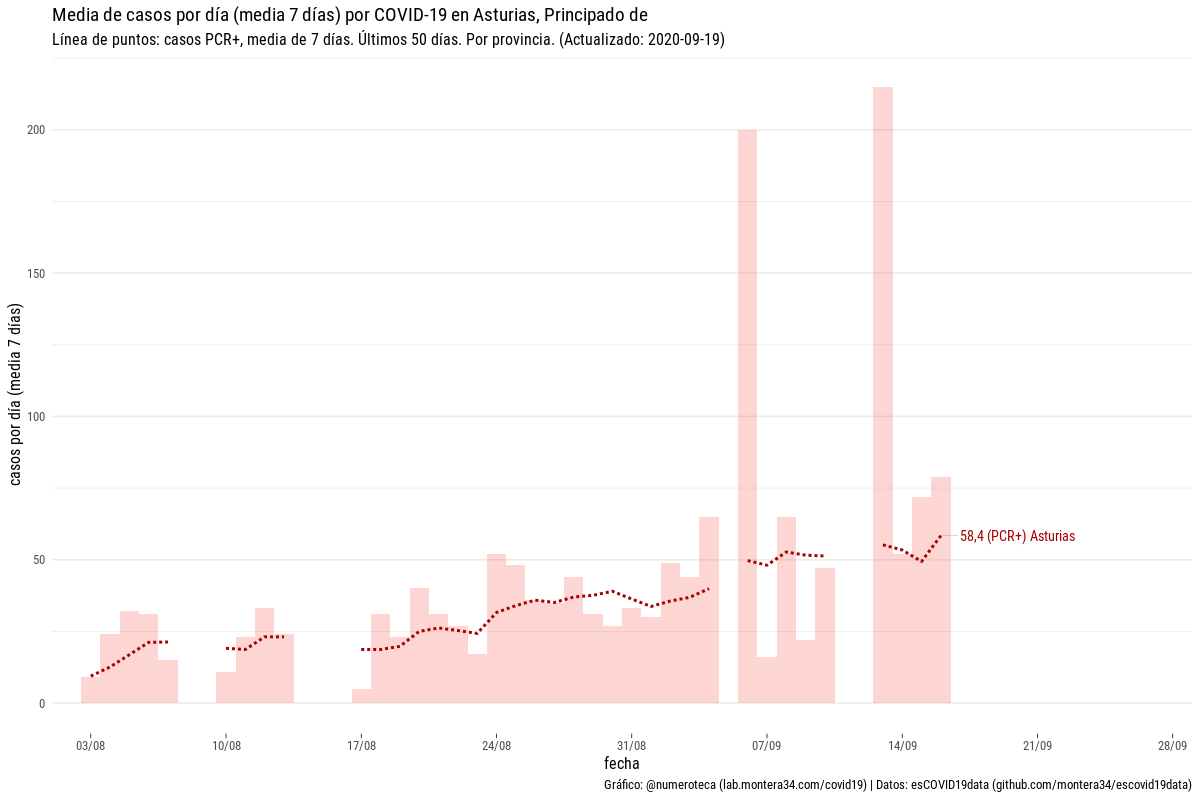 Media de casos por día (media 7 días) por COVID-19 en Asturias, Principado de
Línea de puntos: casos PCR+, media de 7 días. Últimos 50 días. Por provincia. (Actualizado: 2020-09-19)
casos por día (media 7 días)
200
150
100
50
0
58,4 (PCR+) Asturias
03/08
10/08
17/08
24/08
31/08
07/09
14/09
21/09
28/09
fecha
Gráfico: @numeroteca (lab.montera34.com/covid19) | Datos: esCOVID19data (github.com/montera34/escovid19data)